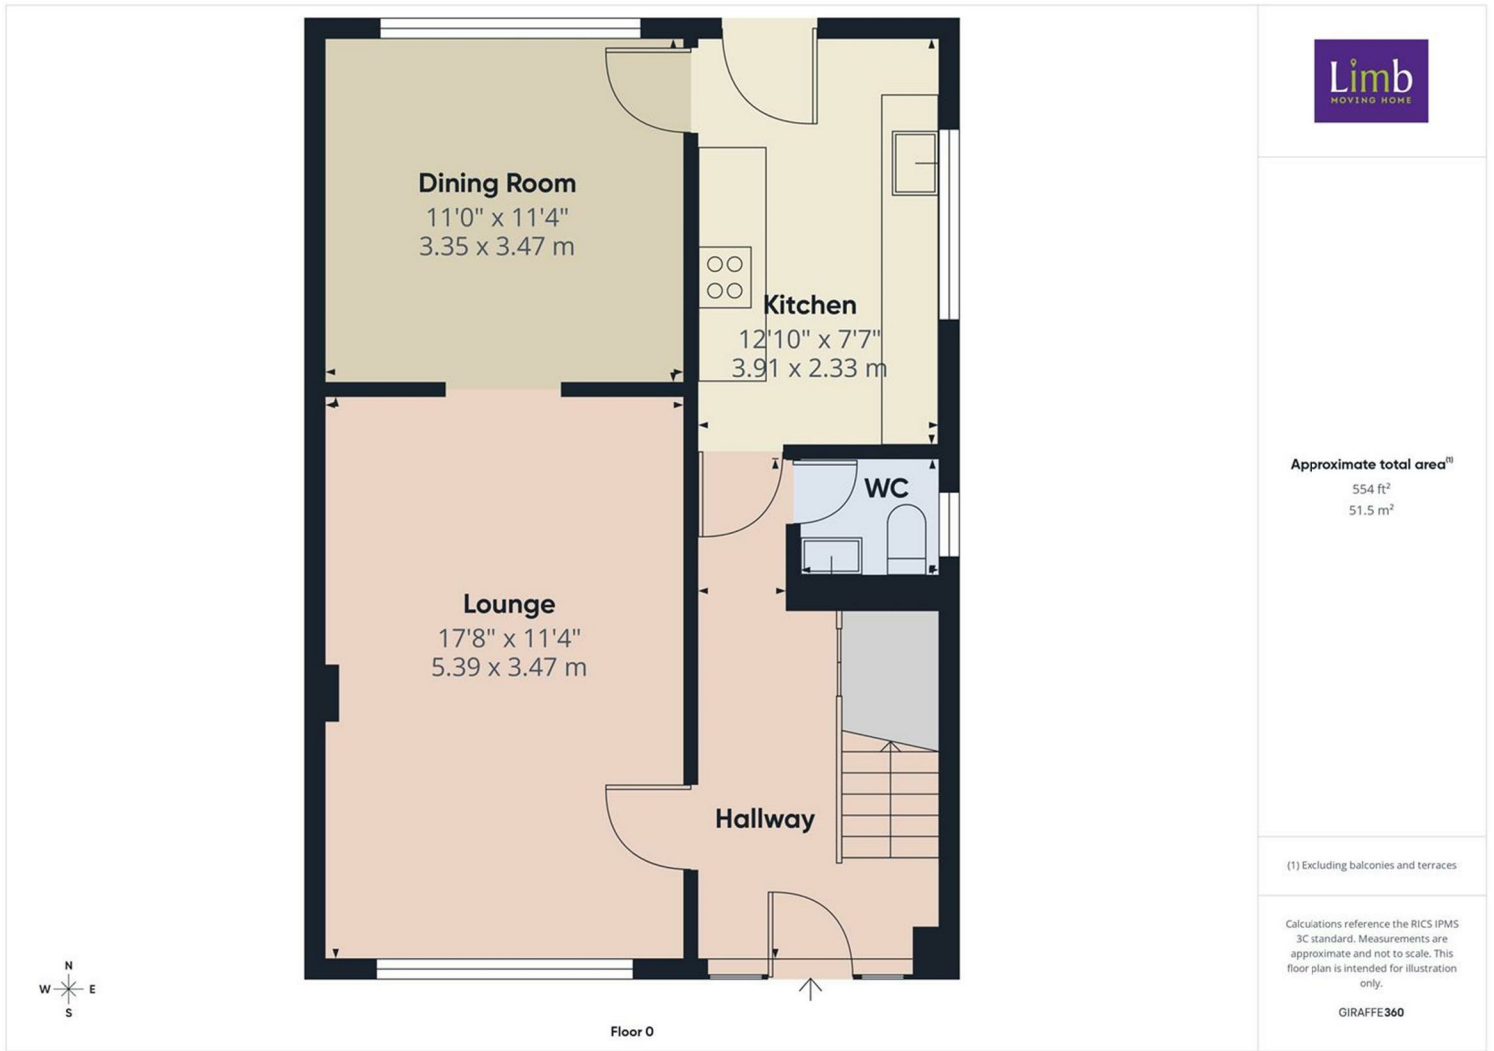 Dining Room
11'0" x 11'4"
3.35 x 3.47 m
Kitchen
12'10" x 7'7"
3.91 x 2.33 m
WC
Lounge
17'8" x 11'4"
5.39 x 3.47 m
Hallway
N
W E
S
Floor 0
Limb
MOVING HOME
Approximate total area(1)
554 ft²
51.5 m²
(1) Excluding balconies and terraces
Calculations reference the RICS IPMS
3C standard. Measurements are
approximate and not to scale. This
floor plan is intended for illustration
only.
GIRAFFE360